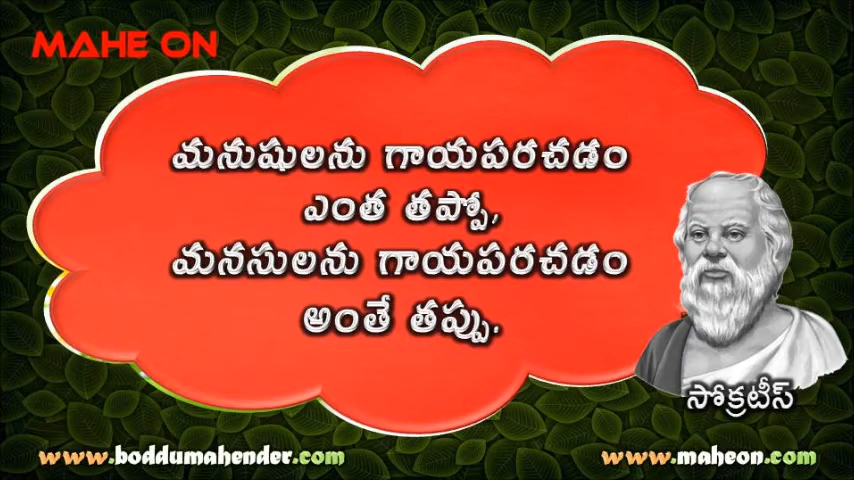 MAHE ON
మనుషులను గాయపరచడం
ఎంత తప్పో,
మనసులను గాయపరచడం
అంతే తప్పు.
సోక్రటీస్
www.boddumahender.com
www.maheon.com